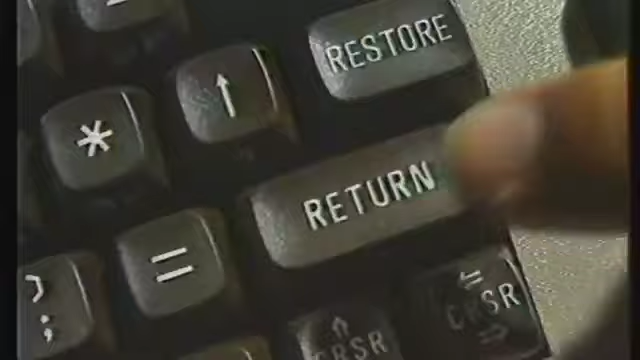 RESTORE
↑
*
RETURN
=
;
⇑
CRSR
⇐
CRSR
⇒